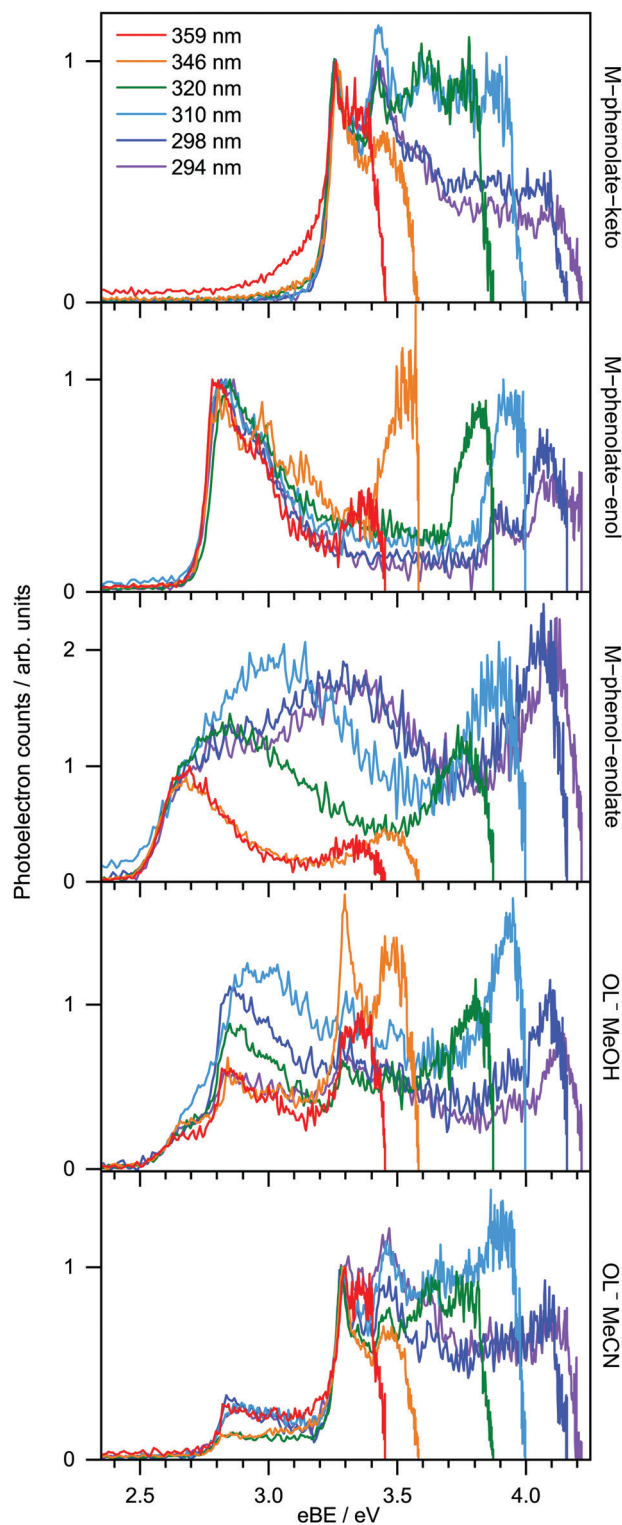 359 nm
346 nm
320 nm
310 nm
298 nm
294 nm
1
0
M−phenolate−keto
1
0
M−phenolate−enol
2
1
0
M−phenol−enolate
Photoelectron counts / arb. units
1
0
OL⁻ MeOH
1
0
OL⁻ MeCN
2.5 3.0 3.5 4.0
eBE / eV